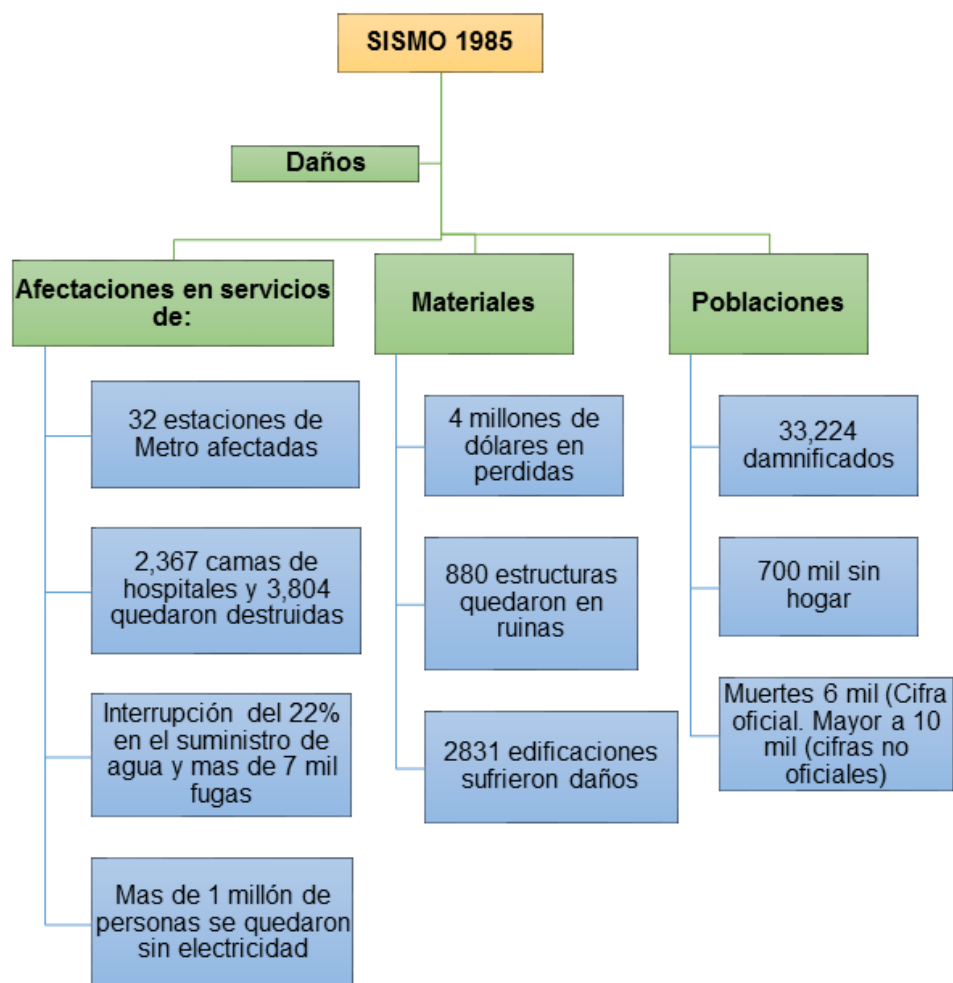 SISMO 1985
Daños
Afectaciones en servicios
de:
32 estaciones de
Metro afectadas
2,367 camas de
hospitales y 3,804
quedaron destruidas
Interrupción del 22%
en el suministro de
agua y mas de 7 mil
fugas
Mas de 1 millón de
personas se quedaron
sin electricidad
Materiales
4 millones de
dólares en
perdidas
880 estructuras
quedaron en
ruinas
2831 edificaciones
sufrieron daños
Poblaciones
33,224
damnificados
700 mil sin
hogar
Muertes 6 mil (Cifra
oficial. Mayor a 10
mil (cifras no
oficiales)